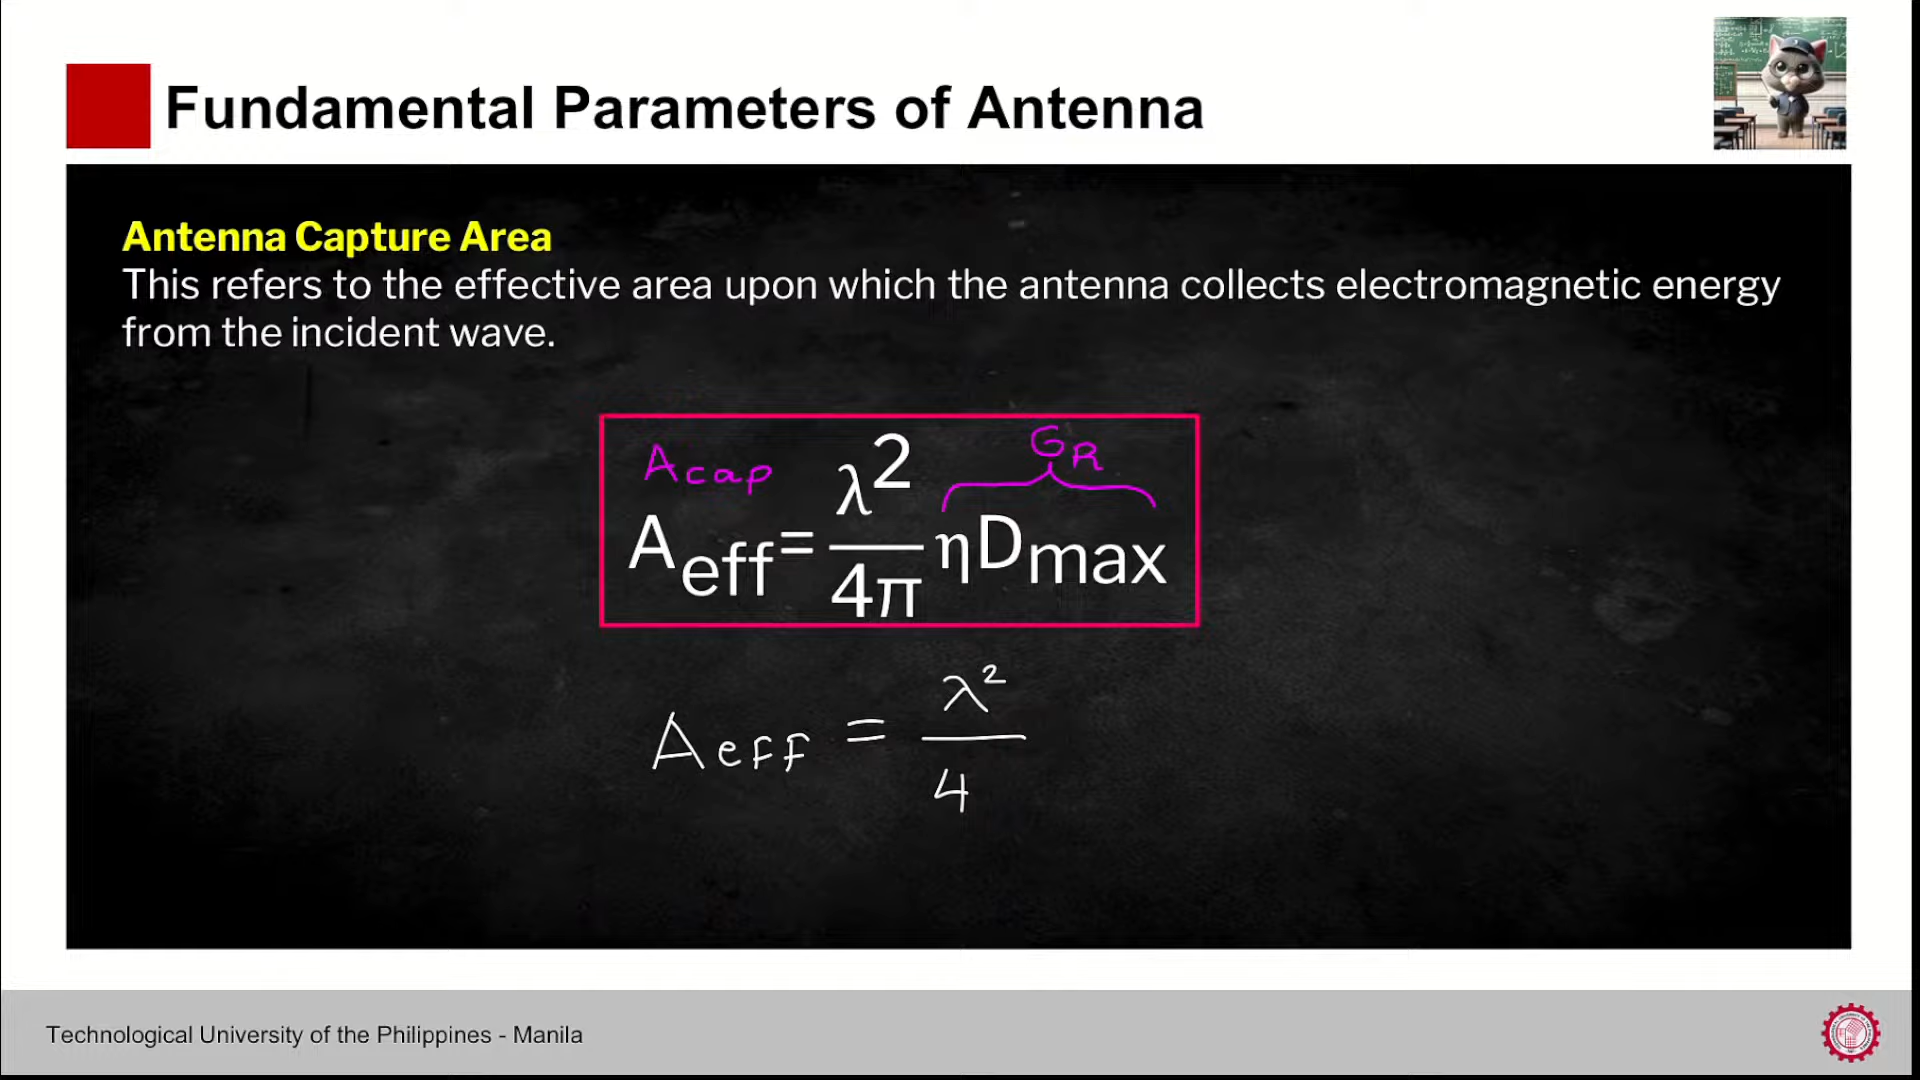 Fundamental Parameters of Antenna
Antenna Capture Area
This refers to the effective area upon which the antenna collects electromagnetic energy
from the incident wave.
Acap GR
Aeff = λ²/4π ηDmax
Aeff = λ²/4
Technological University of the Philippines - Manila